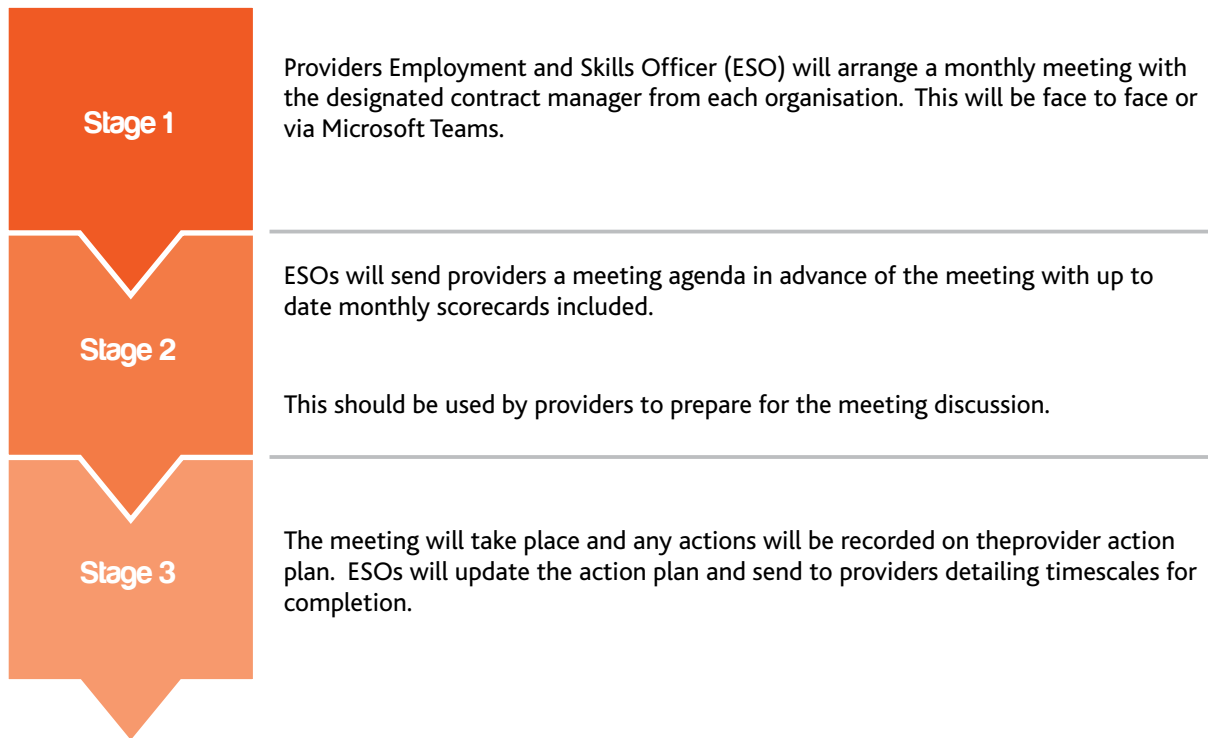 Stage 1
Providers Employment and Skills Officer (ESO) will arrange a monthly meeting with
the designated contract manager from each organisation. This will be face to face or
via Microsoft Teams.
Stage 2
ESOs will send providers a meeting agenda in advance of the meeting with up to
date monthly scorecards included.
This should be used by providers to prepare for the meeting discussion.
Stage 3
The meeting will take place and any actions will be recorded on theprovider action
plan. ESOs will update the action plan and send to providers detailing timescales for
completion.